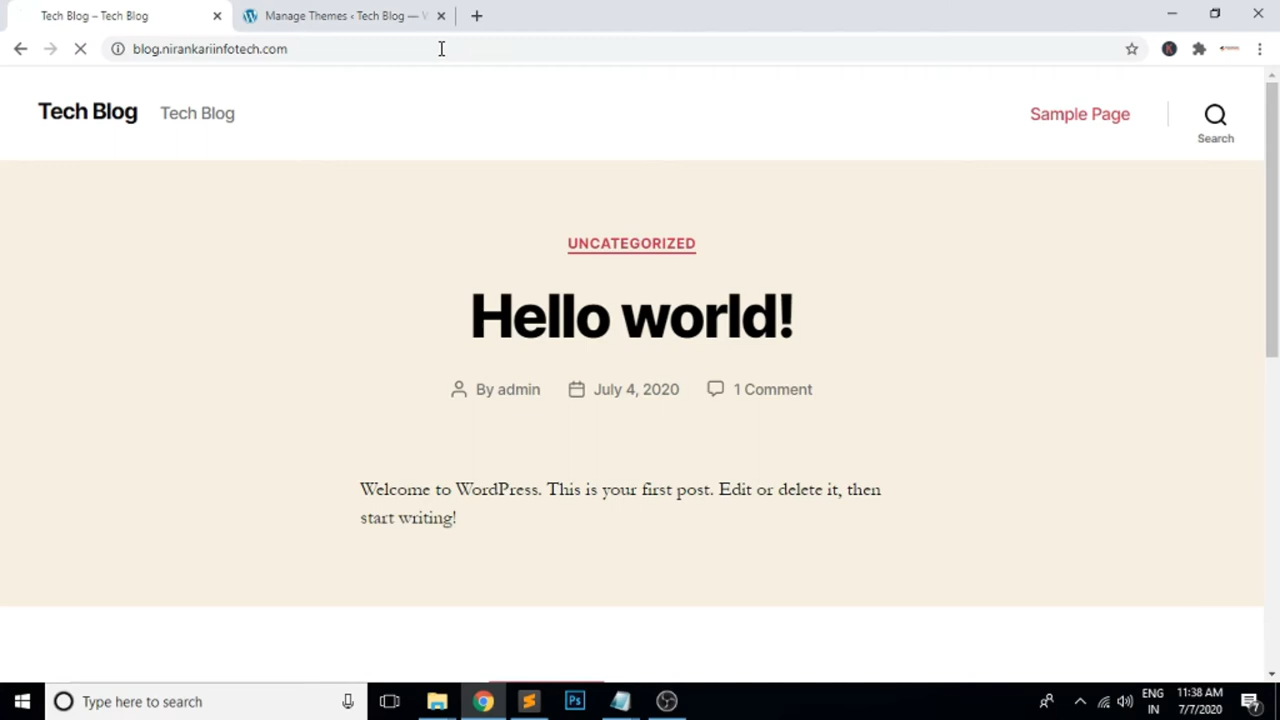 Tech Blog – Tech Blog
Manage Themes ‹ Tech Blog —
blog.nirankariinfotech.com
Tech Blog
Tech Blog
Sample Page
Search
UNCATEGORIZED
Hello world!
By admin
July 4, 2020
1 Comment
Welcome to WordPress. This is your first post. Edit or delete it, then
start writing!
Type here to search
Ps
ENG
IN
11:38 AM
7/7/2020
7